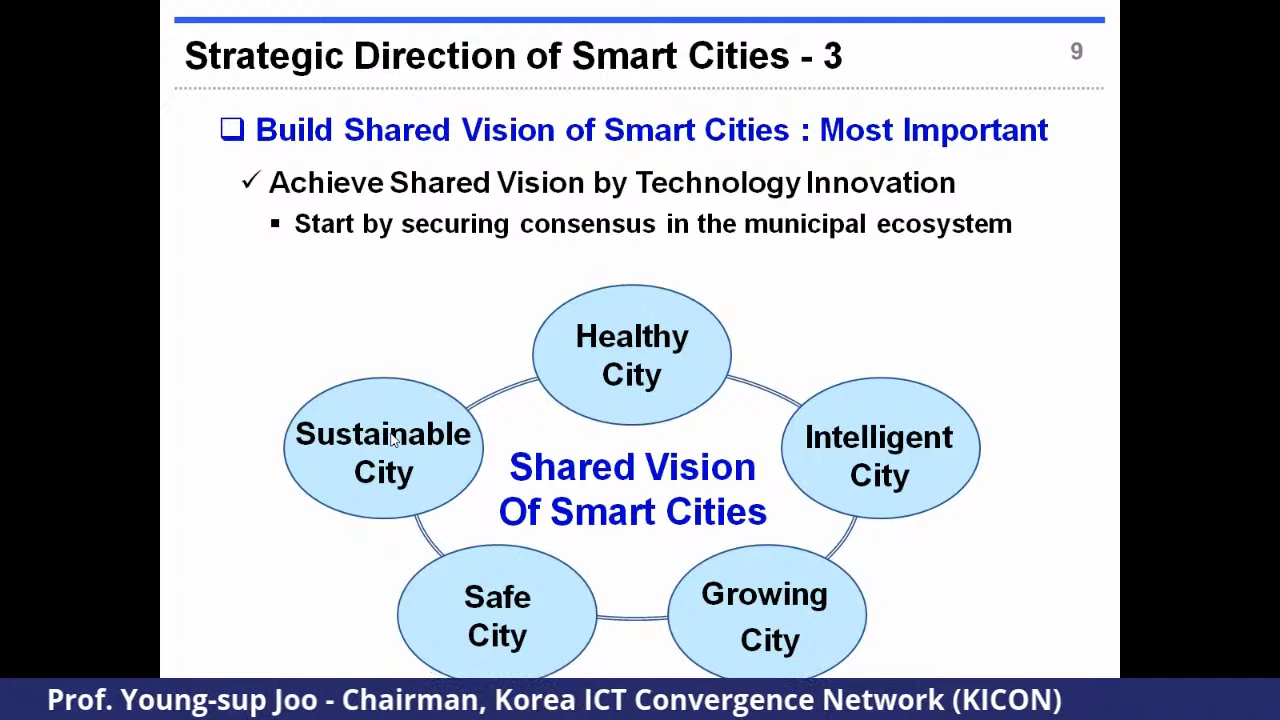 Strategic Direction of Smart Cities - 3
9
Build Shared Vision of Smart Cities : Most Important
Achieve Shared Vision by Technology Innovation
Start by securing consensus in the municipal ecosystem
Healthy
City
Sustainable
City
Intelligent
City
Shared Vision
Of Smart Cities
Safe
City
Growing
City
Prof. Young-sup Joo - Chairman, Korea ICT Convergence Network (KICON)